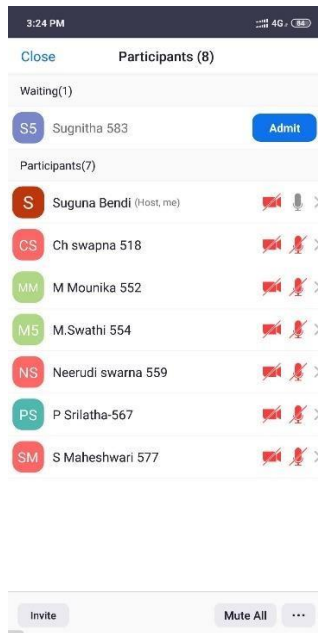 3:24 PM 4G 84
Close Participants (8)
Waiting(1)
S5 Sugnitha 583 Admit
Participants(7)
S Suguna Bendi (Host, me)
CS Ch swapna 518
MM M Mounika 552
M5 M.Swathi 554
NS Neerudi swarna 559
PS P Srilatha-567
SM S Maheshwari 577
Invite Mute All ...